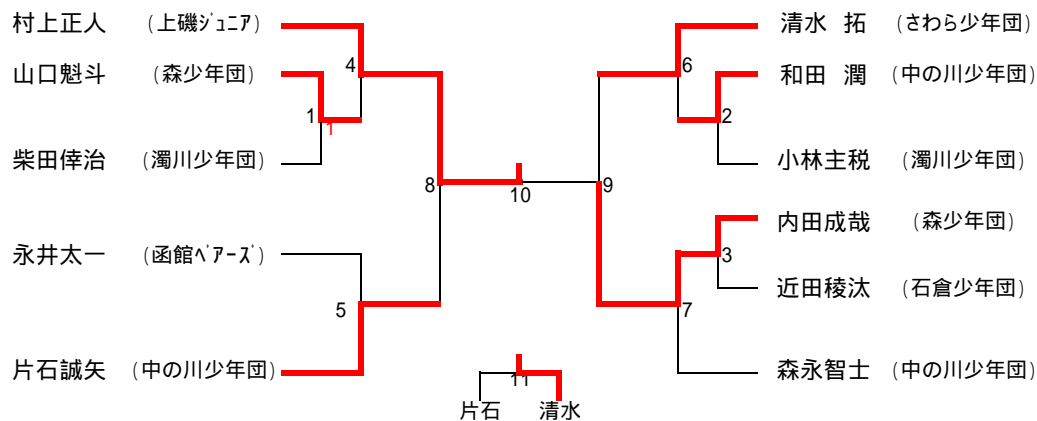 村上正人 (上磯ジュニア)
山口魁斗 (森少年団)
柴田倖治 (濁川少年団)
永井太一 (函館ベアーズ)
片石誠矢 (中の川少年団)
4
1
1
8
5
10
11
片石 清水
清水 拓 (さわら少年団)
和田 潤 (中の川少年団)
小林主税 (濁川少年団)
内田成哉 (森少年団)
近田稜汰 (石倉少年団)
森永智士 (中の川少年団)
6
2
9
3
7